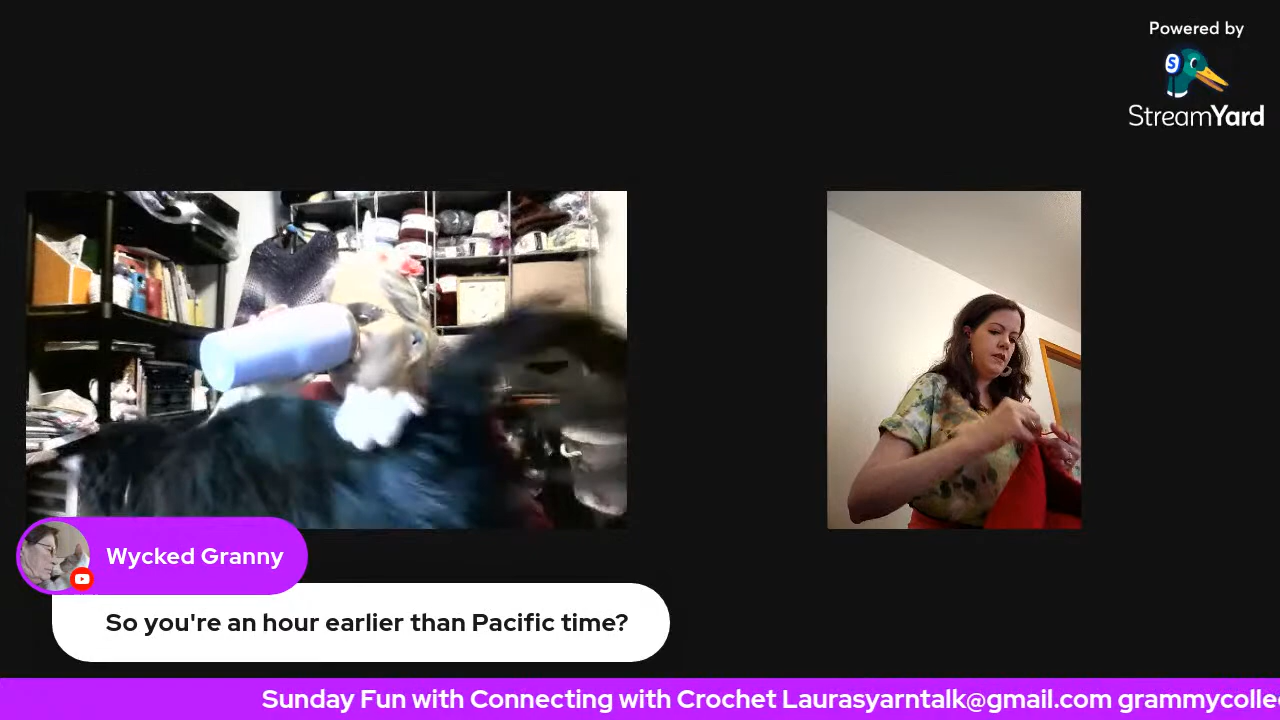 Powered by
S
StreamYard
Wycked Granny
So you're an hour earlier than Pacific time?
Sunday Fun with Connecting with Crochet Laurasyarntalk@gmail.com grammycolle